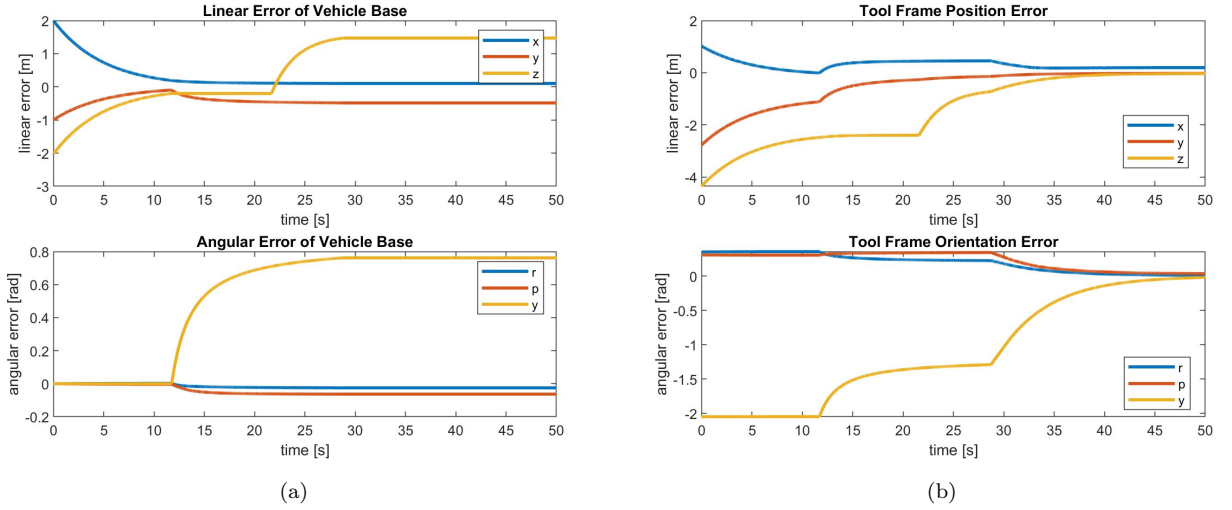 Linear Error of Vehicle Base
2
1
0
-1
-2
-3
linear error [m]
x
y
z
0 5 10 15 20 25 30 35 40 45 50
time [s]
Angular Error of Vehicle Base
0.8
0.6
0.4
0.2
0
-0.2
angular error [rad]
r
p
y
0 5 10 15 20 25 30 35 40 45 50
time [s]
(a)
Tool Frame Position Error
2
0
-2
-4
linear error [m]
x
y
z
0 5 10 15 20 25 30 35 40 45 50
time [s]
Tool Frame Orientation Error
0
-0.5
-1
-1.5
-2
angular error [rad]
r
p
y
0 5 10 15 20 25 30 35 40 45 50
time [s]
(b)